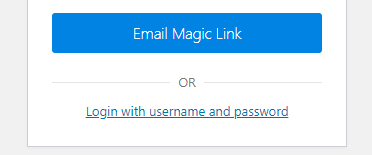 Email Magic Link
OR
Login with username and password